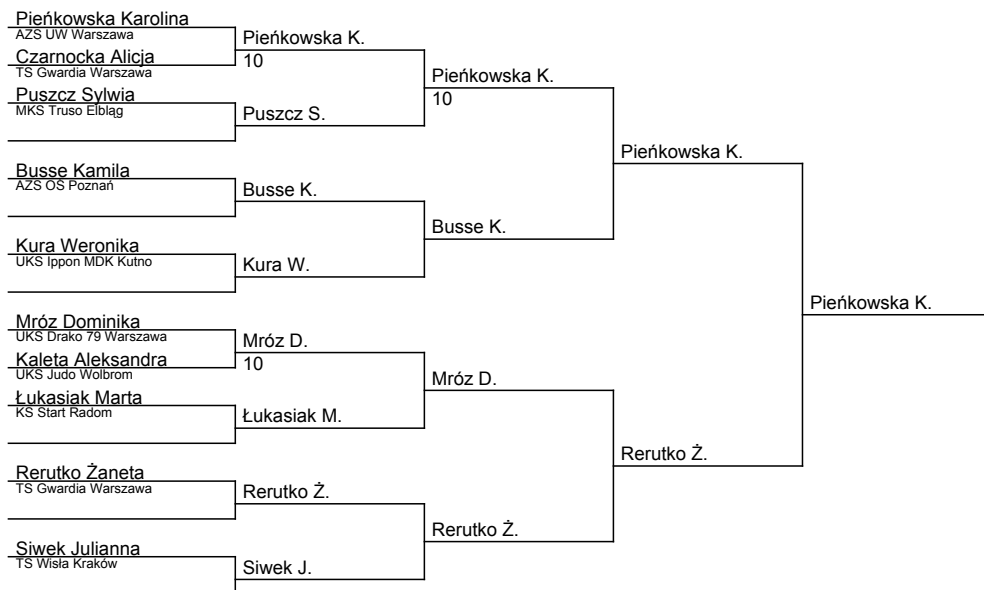 Pieńkowska Karolina
AZS UW Warszawa
Pieńkowska K.
Czarnocka Alicja
10
TS Gwardia Warszawa
Pieńkowska K.
Puszcz Sylwia
10
MKS Truso Elbląg
Puszcz S.
Pieńkowska K.
Busse Kamila
AZS OŚ Poznań
Busse K.
Busse K.
Kura Weronika
UKS Ippon MDK Kutno
Kura W.
Pieńkowska K.
Mróz Dominika
UKS Drako 79 Warszawa
Mróz D.
Kaleta Aleksandra
10
UKS Judo Wolbrom
Mróz D.
Łukasiak Marta
KS Start Radom
Łukasiak M.
Rerutko Ż.
Rerutko Żaneta
TS Gwardia Warszawa
Rerutko Ż.
Rerutko Ż.
Siwek Julianna
TS Wisła Kraków
Siwek J.